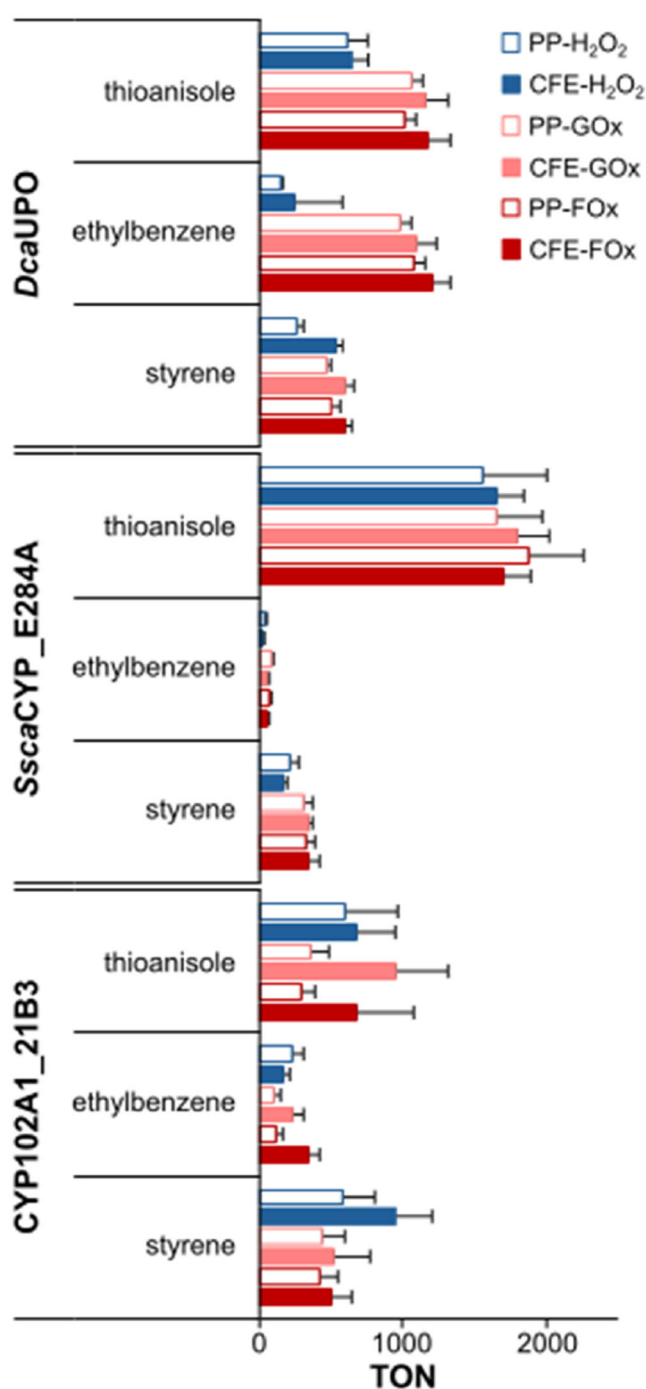 PP-H₂O₂
CFE-H₂O₂
PP-GOx
CFE-GOx
PP-FOx
CFE-FOx
DcaUPO
thioanisole
ethylbenzene
styrene
SscaCYP_E284A
thioanisole
ethylbenzene
styrene
CYP102A1_21B3
thioanisole
ethylbenzene
styrene
0 1000 2000
TON